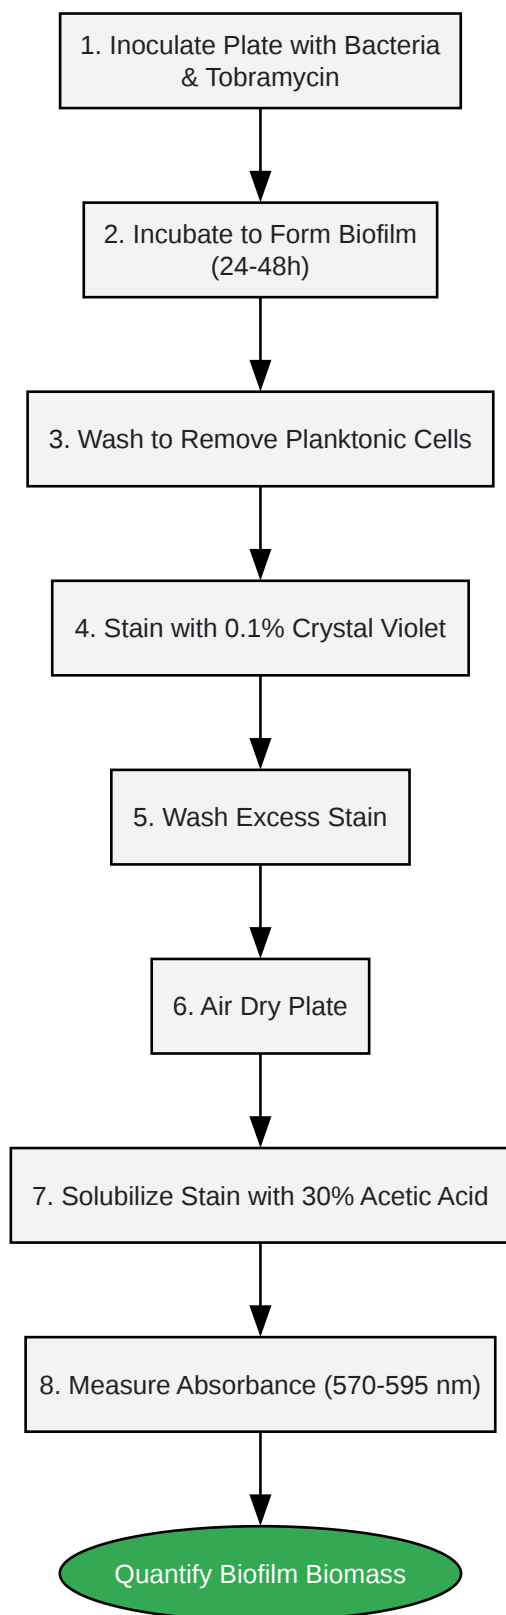 1. Inoculate Plate with Bacteria
& Tobramycin
2. Incubate to Form Biofilm
(24-48h)
3. Wash to Remove Planktonic Cells
4. Stain with 0.1% Crystal Violet
5. Wash Excess Stain
6. Air Dry Plate
7. Solubilize Stain with 30% Acetic Acid
8. Measure Absorbance (570-595 nm)
Quantify Biofilm Biomass